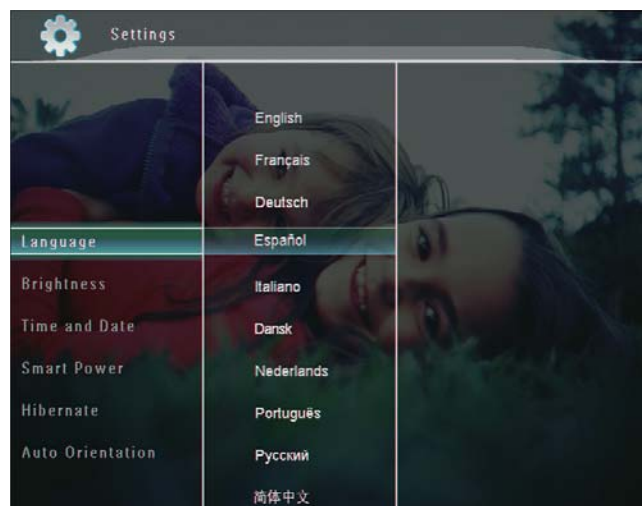 Settings
Language
Brightness
Time and Date
Smart Power
Hibernate
Auto Orientation
English
Français
Deutsch
Español
Italiano
Dansk
Nederlands
Português
Русский
简体中文